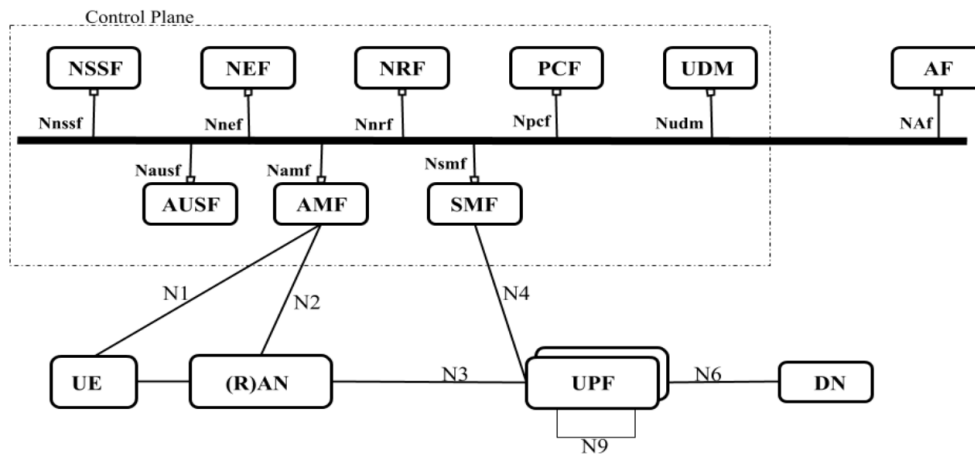 Control Plane
NSSF
NEF
NRF
PCF
UDM
AF
Nnssf
Nnef
Nnrf
Npcf
Nudm
NAf
Nausf
Namf
Nsmf
AUSF
AMF
SMF
N1
N2
N4
UE
(R)AN
N3
UPF
N6
DN
N9